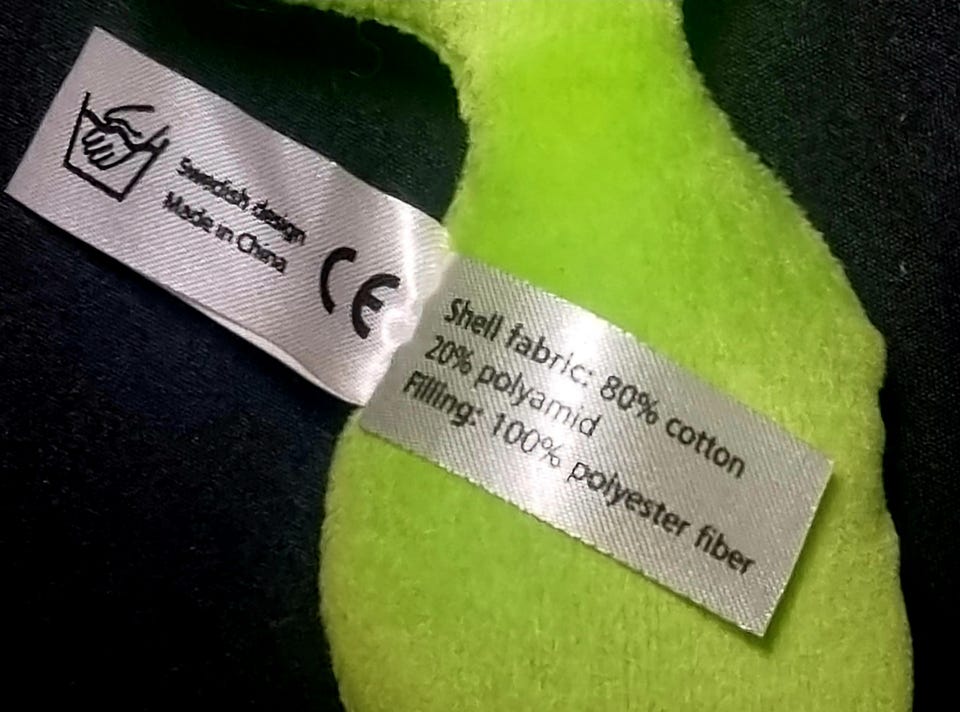 Swedish design
Made in China
CE
Shell fabric: 80% cotton
20% polyamid
Filling: 100% polyester fiber